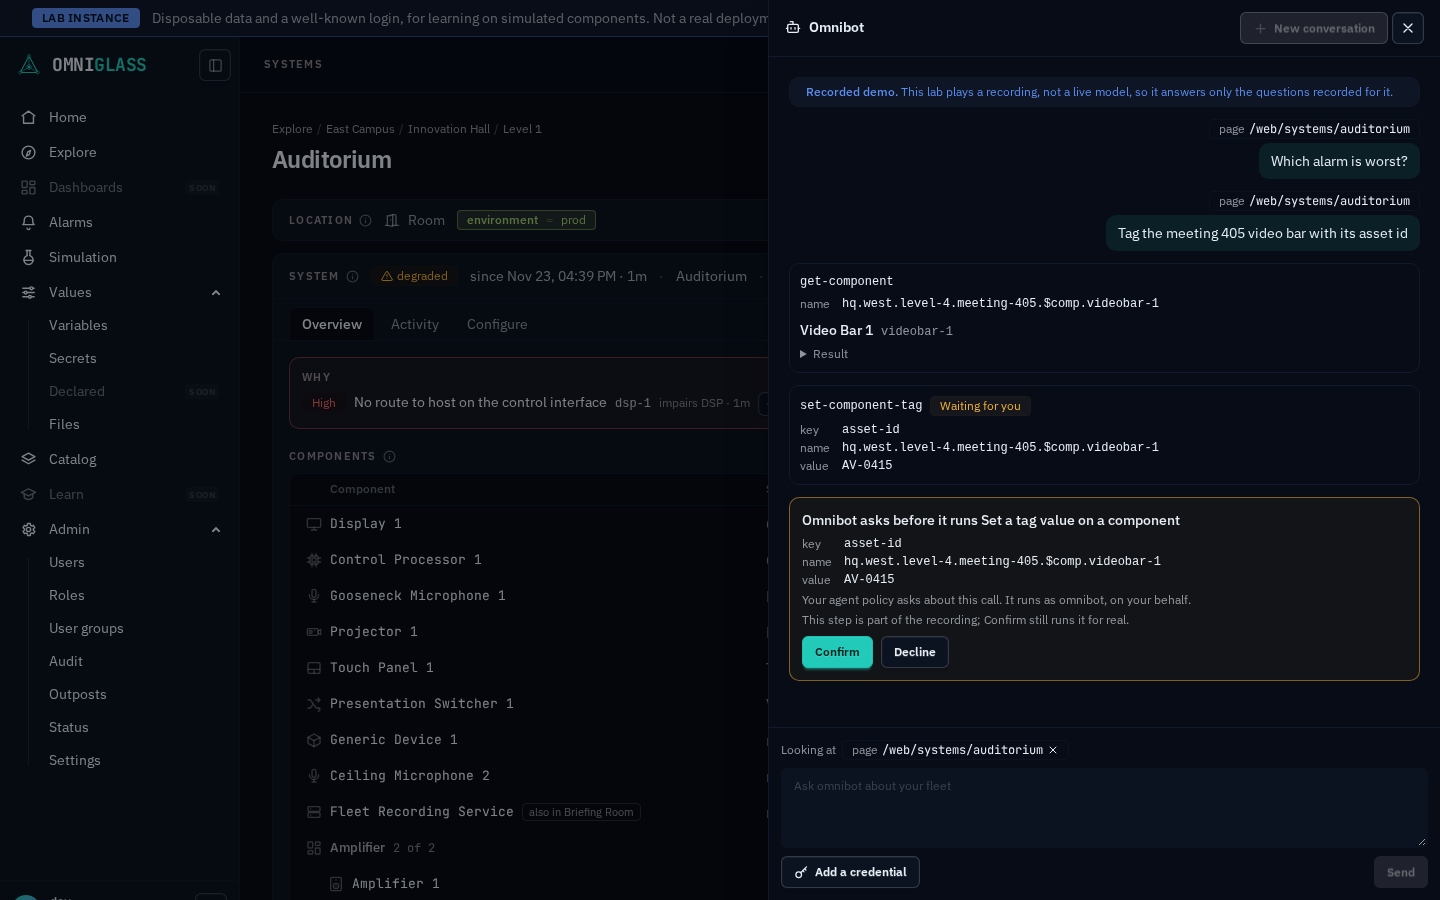 LAB INSTANCE Disposable data and a well-known login, for learning on simulated components. Not a real deploym
OMNIGLASS
Home
Explore
Dashboards SOON
Alarms
Simulation
Values
Variables
Secrets
Declared SOON
Files
Catalog
Learn SOON
Admin
Users
Roles
User groups
Audit
Outposts
Status
Settings
SYSTEMS
Explore / East Campus / Innovation Hall / Level 1
Auditorium
LOCATION Room environment = prod
SYSTEM degraded since Nov 23, 04:39 PM · 1m · Auditorium ·
Overview Activity Configure
WHY
High No route to host on the control interface dsp-1 impairs DSP · 1m
COMPONENTS
Component
Display 1
Control Processor 1
Gooseneck Microphone 1
Projector 1
Touch Panel 1
Presentation Switcher 1
Generic Device 1
Ceiling Microphone 2
Fleet Recording Service also in Briefing Room
Amplifier 2 of 2
Amplifier 1
Omnibot
New conversation
Recorded demo. This lab plays a recording, not a live model, so it answers only the questions recorded for it.
page /web/systems/auditorium
Which alarm is worst?
page /web/systems/auditorium
Tag the meeting 405 video bar with its asset id
get-component
name hq.west.level-4.meeting-405.$comp.videobar-1
Video Bar 1 videobar-1
Result
set-component-tag Waiting for you
key asset-id
name hq.west.level-4.meeting-405.$comp.videobar-1
value AV-0415
Omnibot asks before it runs Set a tag value on a component
key asset-id
name hq.west.level-4.meeting-405.$comp.videobar-1
value AV-0415
Your agent policy asks about this call. It runs as omnibot, on your behalf.
This step is part of the recording; Confirm still runs it for real.
Confirm Decline
Looking at page /web/systems/auditorium
Ask omnibot about your fleet
Add a credential
Send